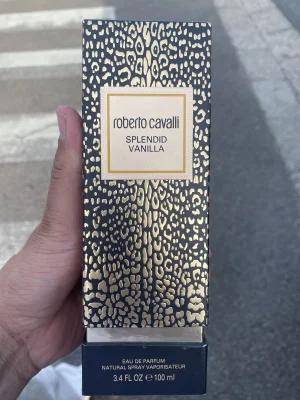 roberto cavalli
SPLENDID
VANILLA
EAU DE PARFUM
NATURAL SPRAY VAPORISATEUR
3.4 FL OZ ℮ 100 ml